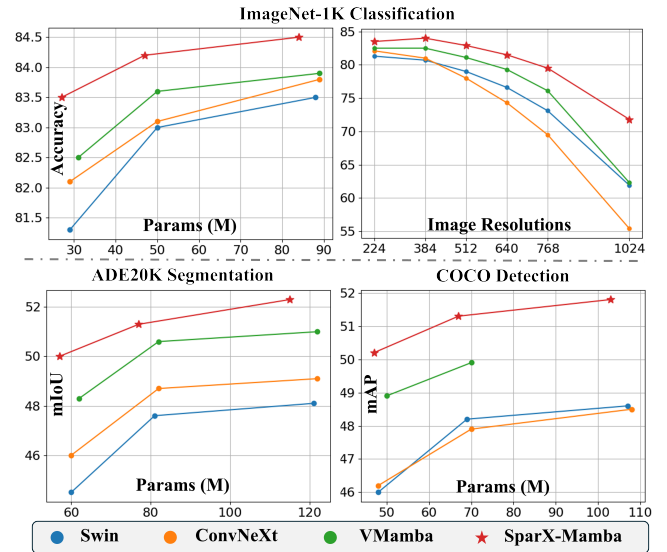 ImageNet-1K Classification
84.5
84.0
83.5
83.0
82.5
82.0
81.5
Accuracy
Params (M)
30 40 50 60 70 80 90
85
80
75
70
65
60
55
Image Resolutions
224 384 512 640 768 1024
ADE20K Segmentation
52
50
48
46
mIoU
Params (M)
60 80 100 120
COCO Detection
52
51
50
49
48
47
46
mAP
Params (M)
50 60 70 80 90 100 110
Swin ConvNeXt VMamba SparX-Mamba